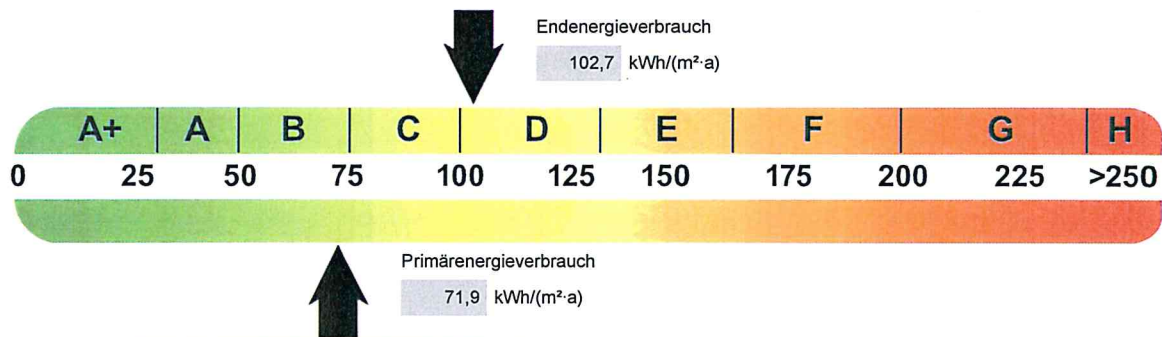 Endenergieverbrauch
102,7 kWh/(m²·a)
A+ A B C D E F G H
0 25 50 75 100 125 150 175 200 225 >250
Primärenergieverbrauch
71,9 kWh/(m²·a)